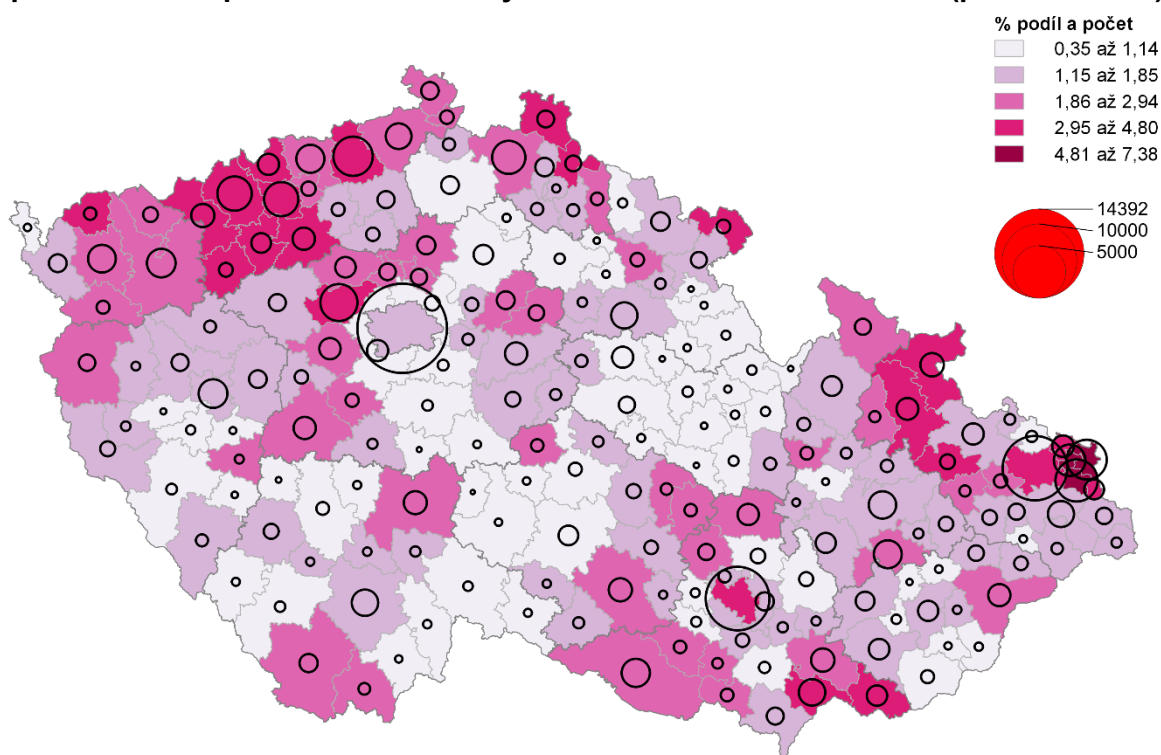 % podíl a počet
0,35 až 1,14
1,15 až 1,85
1,86 až 2,94
2,95 až 4,80
4,81 až 7,38
14392
10000
5000